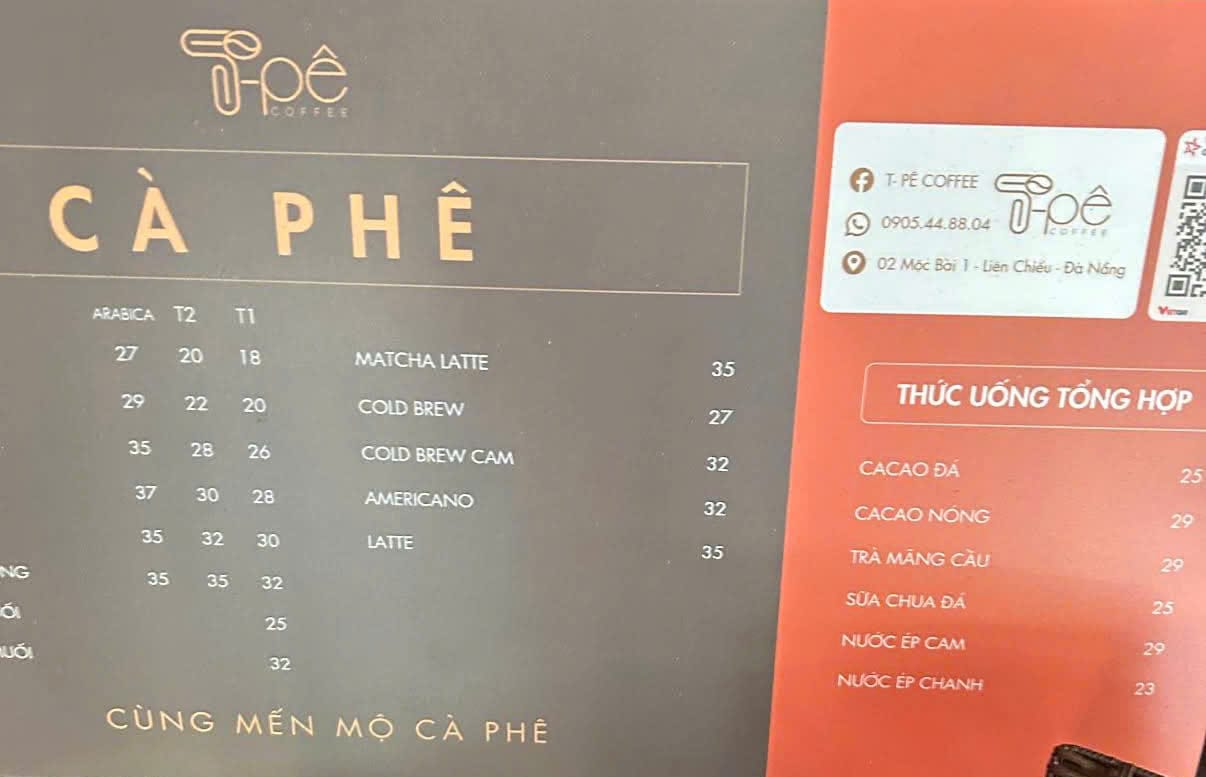 T-pê
COFFEE
CÀ PHÊ
ARABICA T2 T1
27 20 18
29 22 20
35 28 26
37 30 28
35 32 30
35 35 32
25
32
MATCHA LATTE 35
COLD BREW 27
COLD BREW CAM 32
AMERICANO 32
LATTE 35
CÙNG MẾN MỘ CÀ PHÊ
T- PÊ COFFEE
0905.44.88.04
02 Mộc Bài 1 - Liên Chiểu - Đà Nẵng
T-pê
COFFEE
THỨC UỐNG TỔNG HỢP
CACAO ĐÁ 25
CACAO NÓNG 29
TRÀ MÃNG CẦU 29
SỮA CHUA ĐÁ 25
NƯỚC ÉP CAM 29
NƯỚC ÉP CHANH 23